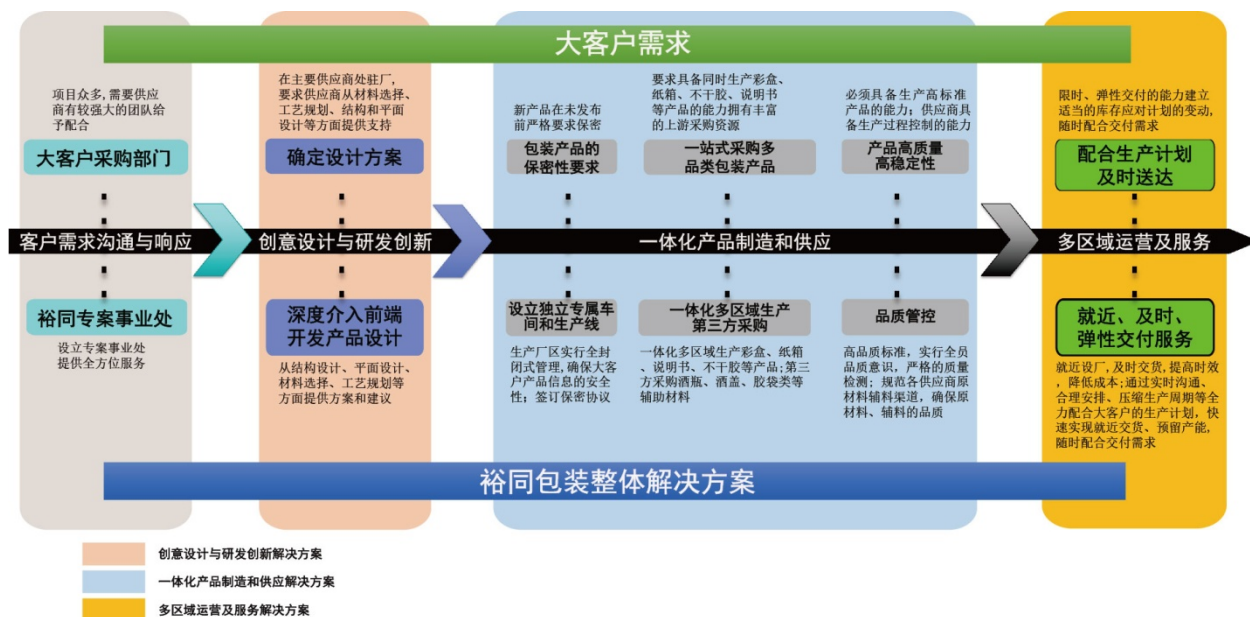 大客户需求
项目众多,需要供应
商有较强大的团队给
予配合
大客户采购部门
在主要供应商处驻厂,
要求供应商从材料选择、
工艺规划、结构和平面
设计等方面提供支持
确定设计方案
新产品在未发布
前严格要求保密
包装产品的
保密性要求
要求具备同时生产彩盒、
纸箱、不干胶、说明书
等产品的能力拥有丰富
的上游采购资源
一站式采购多
品类包装产品
必须具备生产高标准
产品的能力；供应商具
备生产过程控制的能力
产品高质量
高稳定性
限时、弹性交付的能力建立
适当的库存应对计划的变动,
随时配合交付需求
配合生产计划
及时送达
客户需求沟通与响应
创意设计与研发创新
一体化产品制造和供应
多区域运营及服务
裕同专案事业处
设立专案事业处
提供全方位服务
深度介入前端
开发产品设计
从结构设计、平面设计、
材料选择、工艺规划等
方面提供方案和建议
设立独立专属车
间和生产线
生产厂区实行全封
闭式管理,确保大客
户产品信息的安全
性；签订保密协议
一体化多区域生产
第三方采购
一体化多区域生产彩盒、纸箱
、说明书、不干胶等产品;第三
方采购酒瓶、酒盖、胶袋类等
辅助材料
品质管控
高品质标准，实行全员
品质意识，严格的质量
检测；规范各供应商原
材料辅料渠道，确保原
材料、辅料的品质
就近、及时、
弹性交付服务
就近设厂,及时交货,提高时效
，降低成本;通过实时沟通、
合理安排、压缩生产周期等全
力配合大客户的生产计划，快
速实现就近交货、预留产能,
随时配合交付需求
裕同包装整体解决方案
创意设计与研发创新解决方案
一体化产品制造和供应解决方案
多区域运营及服务解决方案